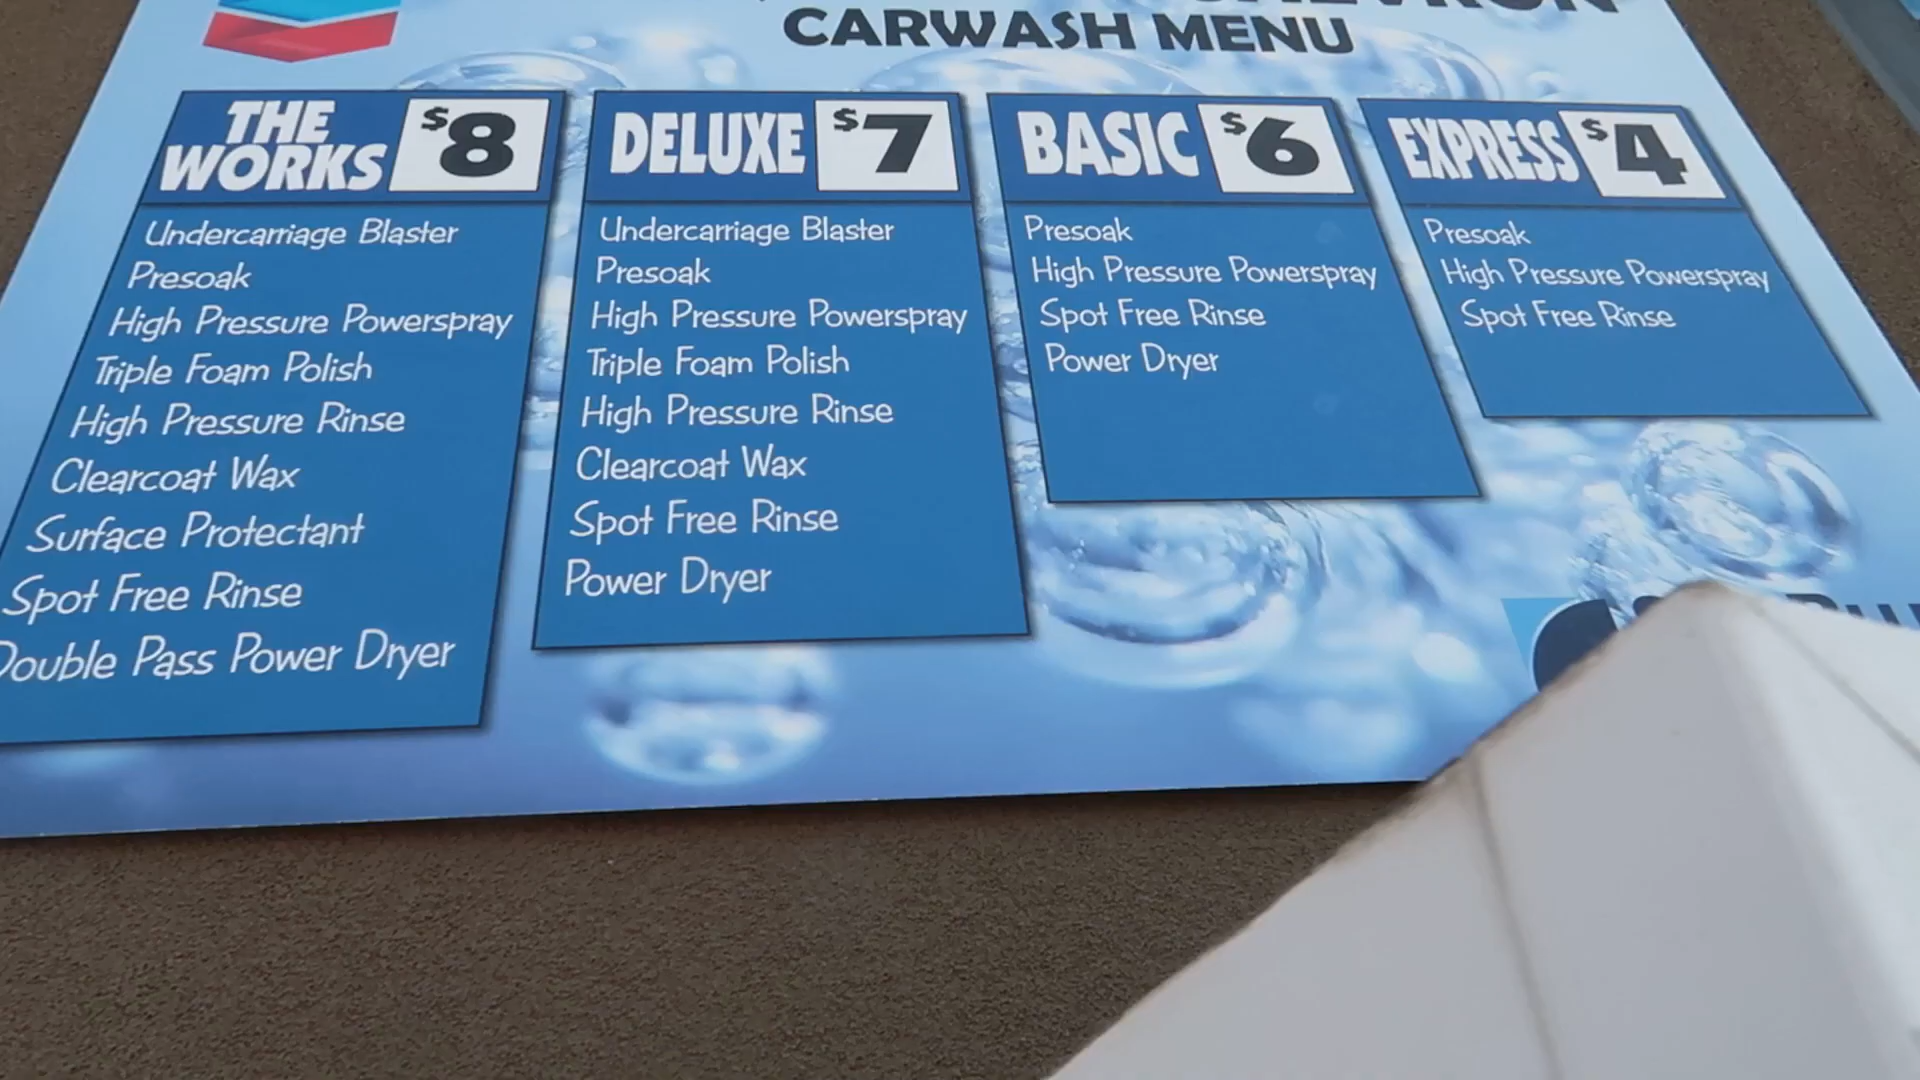 CHEVRON
CARWASH MENU
THE WORKS $8
Undercarriage Blaster
Presoak
High Pressure Powerspray
Triple Foam Polish
High Pressure Rinse
Clearcoat Wax
Surface Protectant
Spot Free Rinse
Double Pass Power Dryer
DELUXE $7
Undercarriage Blaster
Presoak
High Pressure Powerspray
Triple Foam Polish
High Pressure Rinse
Clearcoat Wax
Spot Free Rinse
Power Dryer
BASIC $6
Presoak
High Pressure Powerspray
Spot Free Rinse
Power Dryer
EXPRESS $4
Presoak
High Pressure Powerspray
Spot Free Rinse